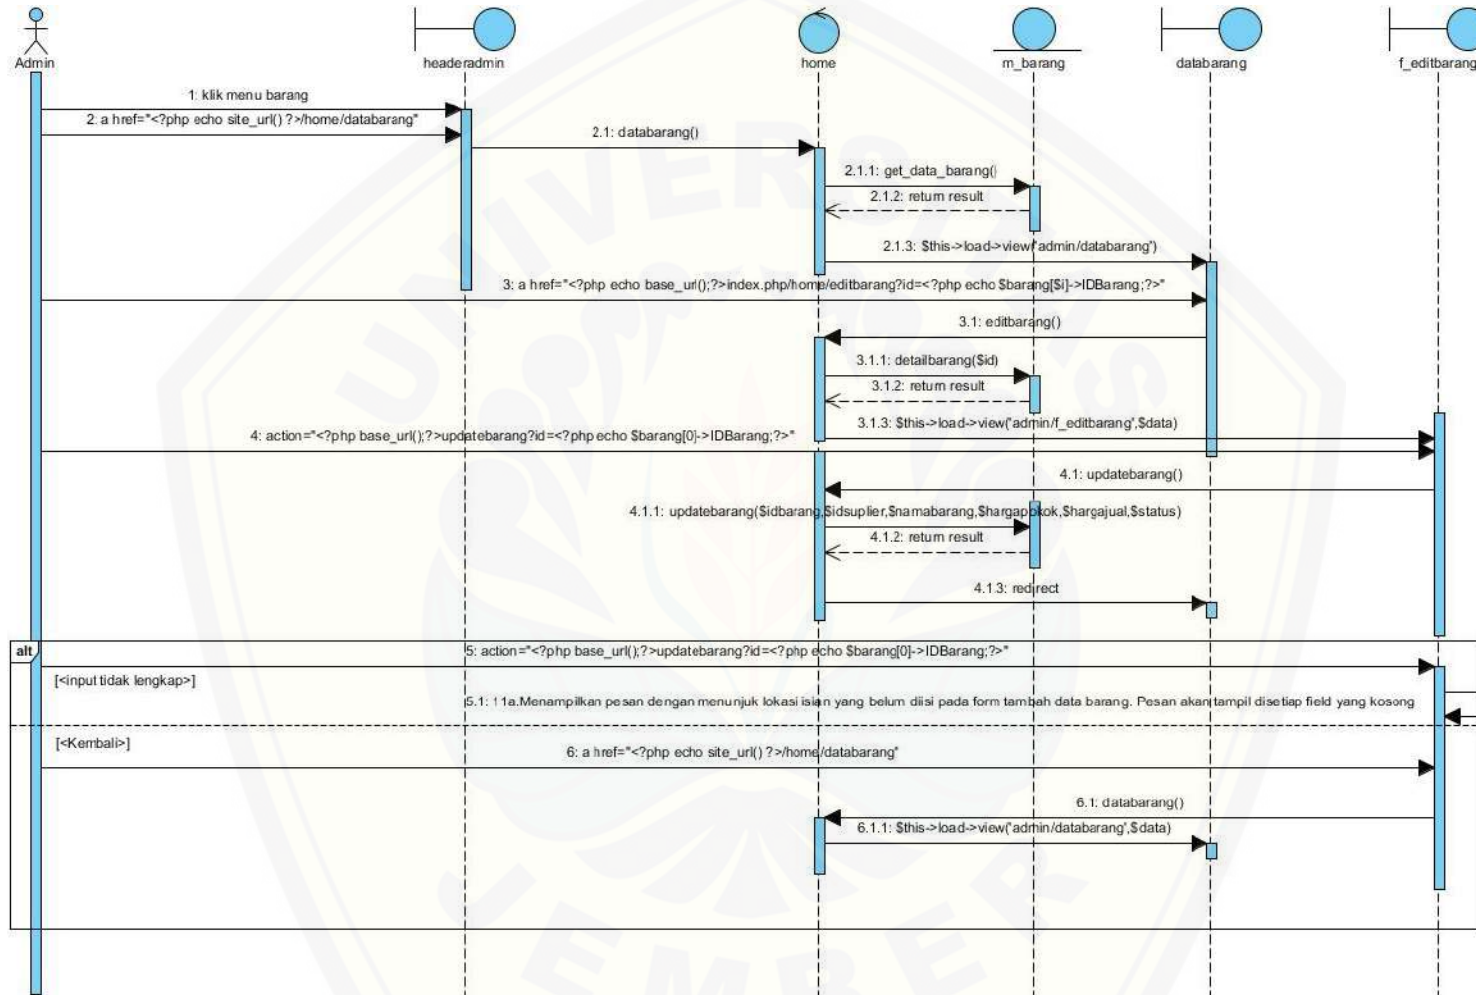 Admin
headeradmin
home
m_barang
databarang
f_editbarang
1: klik menu barang
2: a href="<?php echo site_url() ?>/home/databarang"
2.1: databarang()
2.1.1: get_data_barang()
2.1.2: return result
2.1.3: $this->load->view('admin/databarang')
3: a href="<?php echo base_url();?>index.php/home/editbarang?id=<?php echo $barang[$i]->IDBarang;?>"
3.1: editbarang()
3.1.1: detailbarang($id)
3.1.2: return result
3.1.3: $this->load->view('admin/f_editbarang',$data)
4: action="<?php base_url();?>updatebarang?id=<?php echo $barang[0]->IDBarang;?>"
4.1: updatebarang()
4.1.1: updatebarang($idbarang,$idsuplier,$namabarang,$hargapokok,$hargajual,$status)
4.1.2: return result
4.1.3: redirect
alt
5: action="<?php base_url();?>updatebarang?id=<?php echo $barang[0]->IDBarang;?>"
[<input tidak lengkap>]
5.1: 11a.Menampilkan pesan dengan menunjuk lokasi isian yang belum diisi pada form tambah data barang. Pesan akan tampil disetiap field yang kosong
[<Kembali>]
6: a href="<?php echo site_url() ?>/home/databarang"
6.1: databarang()
6.1.1: $this->load->view('admin/databarang',$data)
UNIVERSITAS
JEMBER